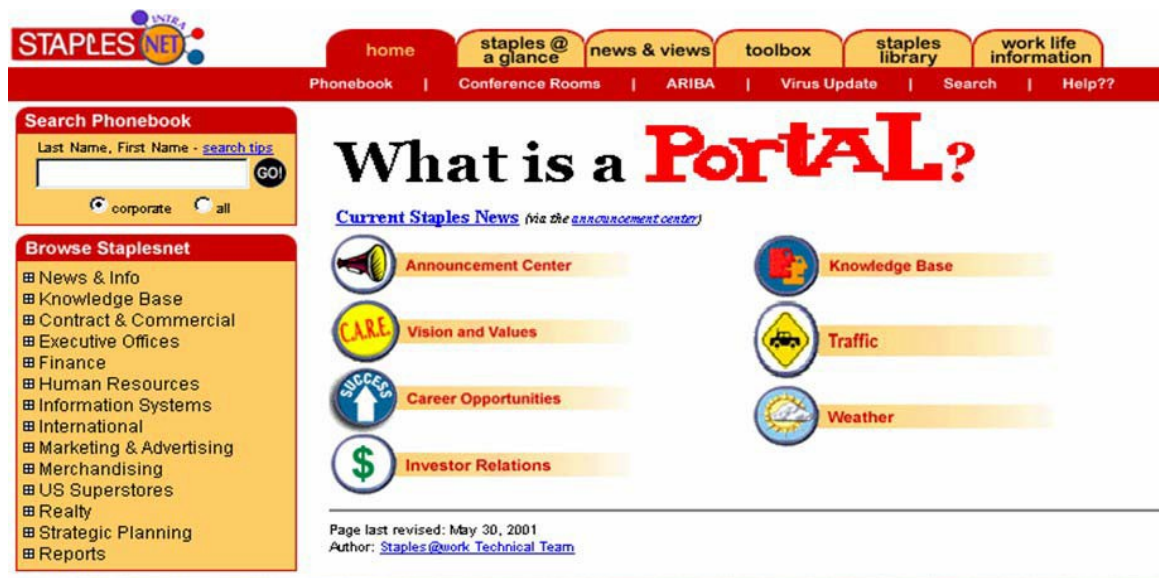 STAPLES INTRA NET
home
staples @ a glance
news & views
toolbox
staples library
work life information
Phonebook | Conference Rooms | ARIBA | Virus Update | Search | Help??
Search Phonebook
Last Name, First Name - search tips
GO!
corporate all
Browse Staplesnet
News & Info
Knowledge Base
Contract & Commercial
Executive Offices
Finance
Human Resources
Information Systems
International
Marketing & Advertising
Merchandising
US Superstores
Realty
Strategic Planning
Reports
What is a PortAL?
Current Staples News (via the announcement center)
Announcement Center
C.A.R.E. Vision and Values
SUCCESS Career Opportunities
$ Investor Relations
Knowledge Base
Traffic
Weather
Page last revised: May 30, 2001
Author: Staples@work Technical Team